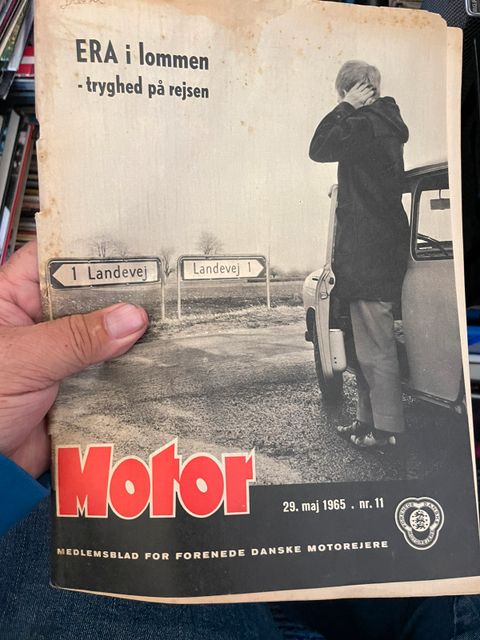 ERA i lommen
- tryghed på rejsen
1 Landevej
Landevej 1
Motor
29. maj 1965 . nr. 11
MEDLEMSBLAD FOR FORENEDE DANSKE MOTOREJERE